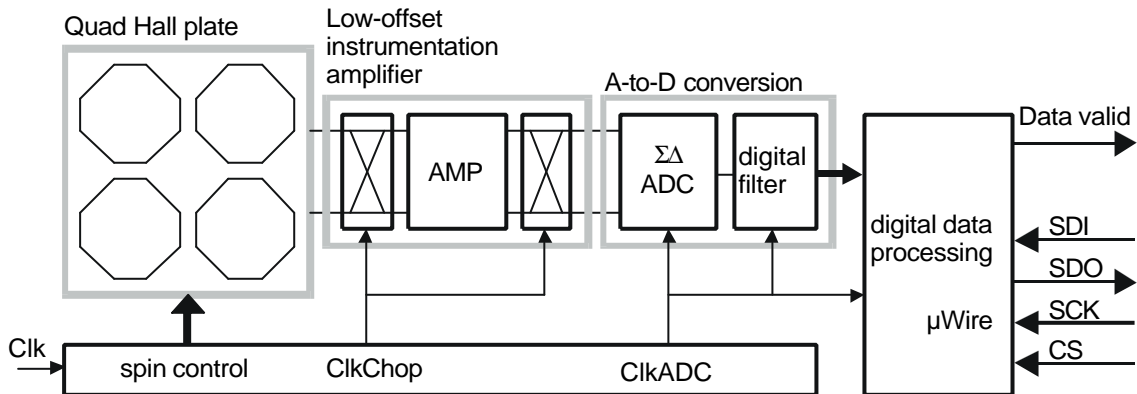 Quad Hall plate
Low-offset
instrumentation
amplifier
A-to-D conversion
AMP
ΣΔ
ADC
digital
filter
digital data
processing
µWire
Data valid
SDI
SDO
SCK
CS
Clk
spin control
ClkChop
ClkADC